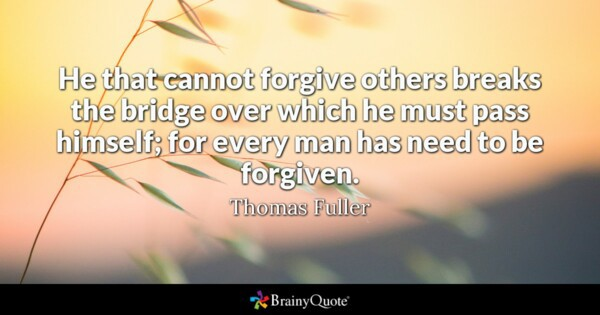 He that cannot forgive others breaks
the bridge over which he must pass
himself; for every man has need to be
forgiven.
Thomas Fuller
BrainyQuote